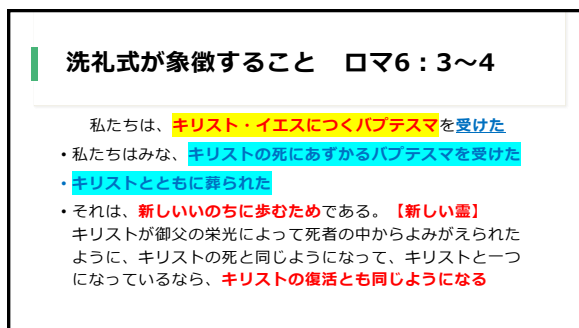 洗礼式が象徴すること　ロマ6：3～4
私たちは、キリスト・イエスにつくバプテスマを受けた
・私たちはみな、キリストの死にあずかるバプテスマを受けた
・キリストとともに葬られた
・それは、新しいいのちに歩むためである。【新しい霊】
キリストが御父の栄光によって死者の中からよみがえられた
ように、キリストの死と同じようになって、キリストと一つ
になっているなら、キリストの復活とも同じようになる